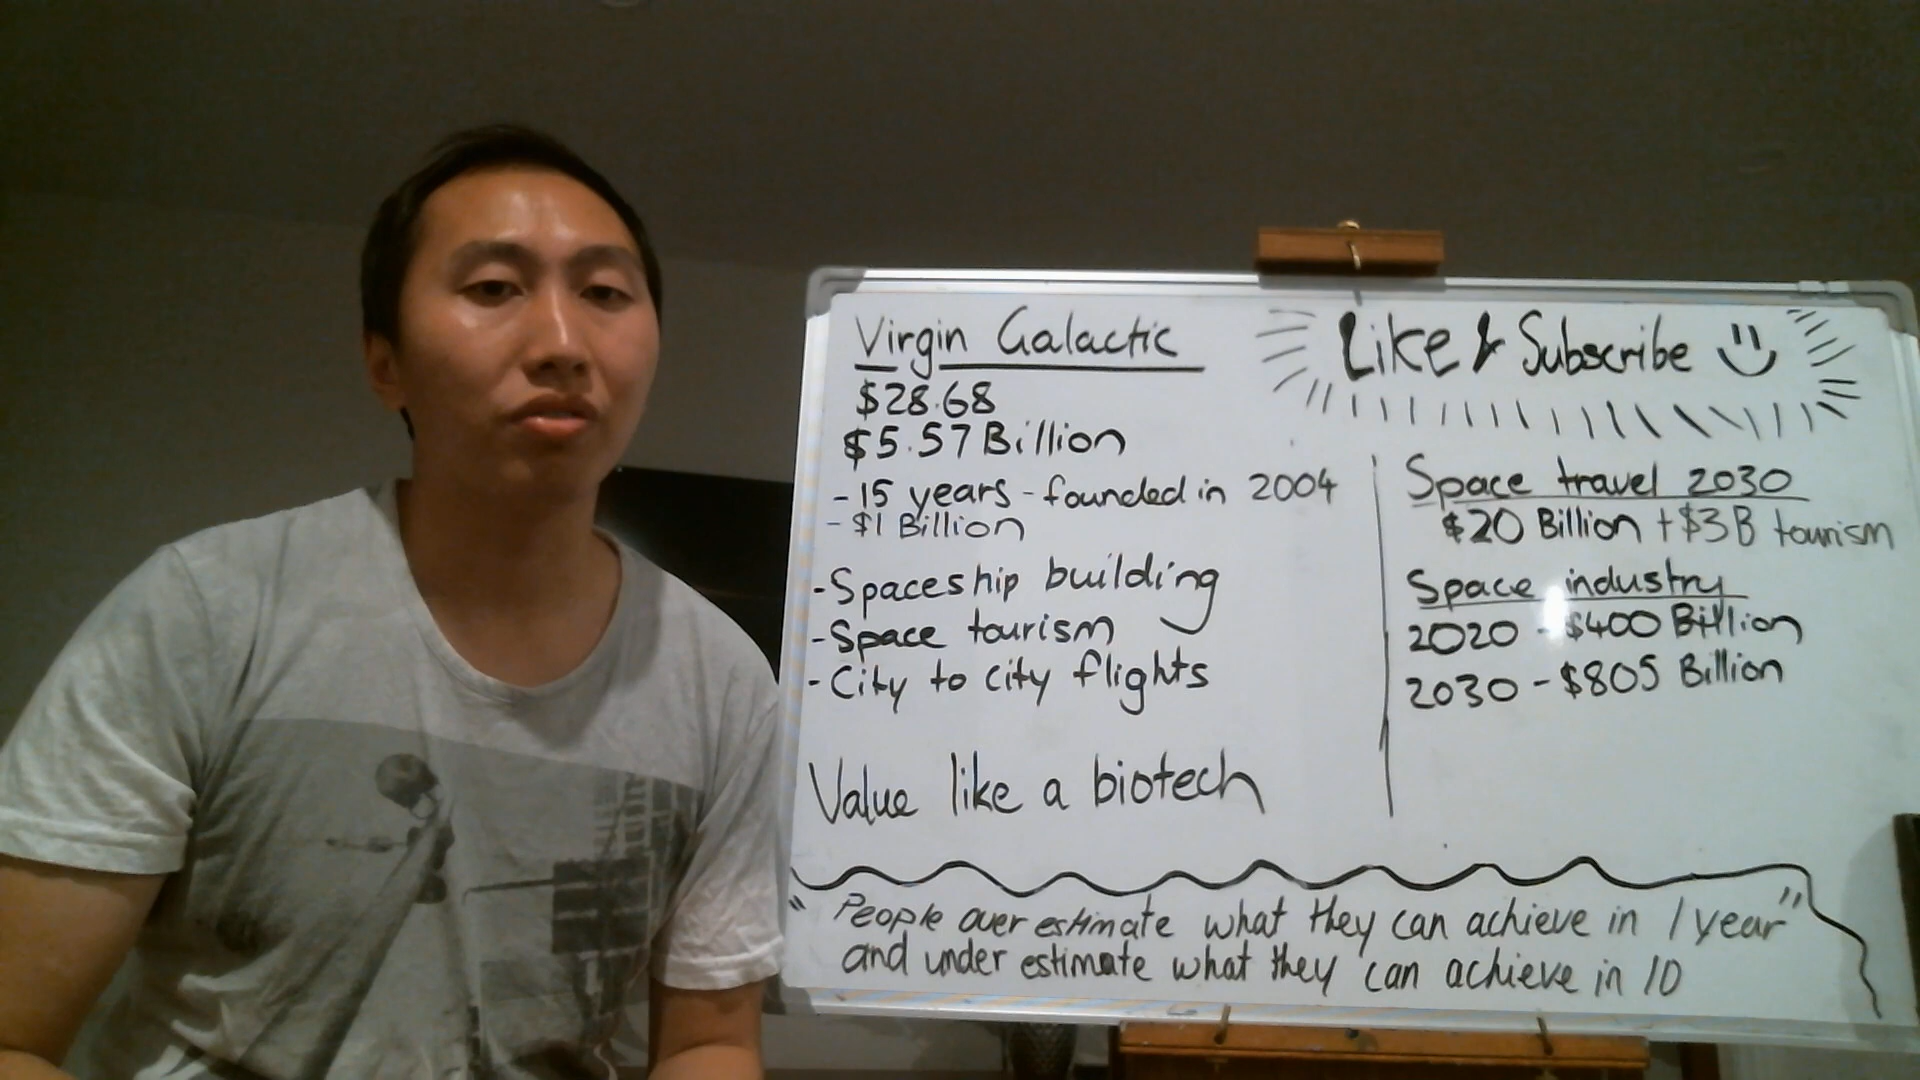 Virgin Galactic
$28.68
$5.57 Billion
- 15 years - founded in 2004
- $1 Billion
- Spaceship building
- Space tourism
- City to city flights
Value like a biotech
Like & Subscribe
Space travel 2030
$20 Billion + $3B tourism
Space industry
2020 - $400 Billion
2030 - $805 Billion
" People over estimate what they can achieve in 1 year"
and under estimate what they can achieve in 10